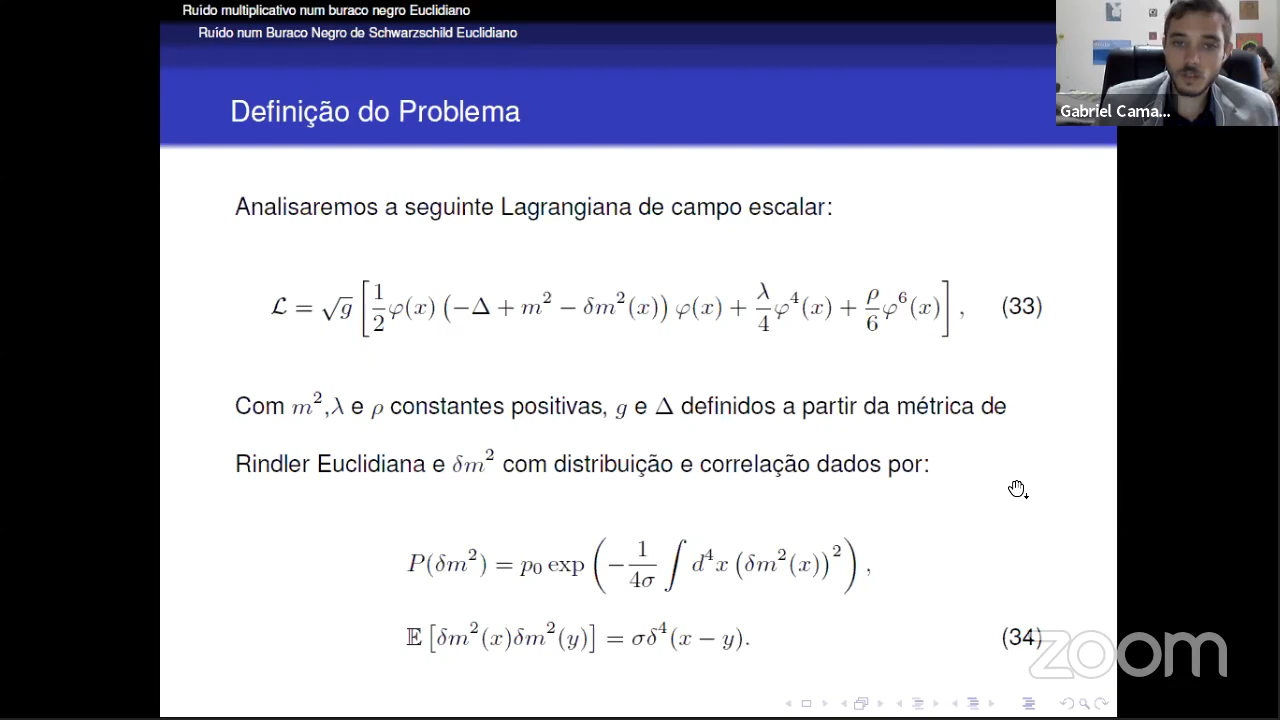 Ruído multiplicativo num buraco negro Euclidiano
Ruído num Buraco Negro de Schwarzschild Euclidiano
Definição do Problema
Gabriel Cama...
Analisaremos a seguinte Lagrangiana de campo escalar:
ℒ = √g [ 1/2 φ(x) (−Δ + m² − δm²(x)) φ(x) + λ/4 φ⁴(x) + ρ/6 φ⁶(x) ] , (33)
Com m²,λ e ρ constantes positivas, g e Δ definidos a partir da métrica de
Rindler Euclidiana e δm² com distribuição e correlação dados por:
P(δm²) = p₀ exp ( − 1/4σ ∫ d⁴x (δm²(x))² ) ,
𝔼 [δm²(x)δm²(y)] = σδ⁴(x − y). (34)
zoom